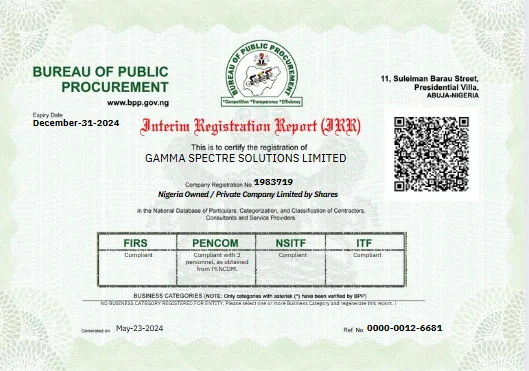 BUREAU OF PUBLIC
PROCUREMENT
www.bpp.gov.ng
BUREAU OF PUBLIC PROCUREMENT
*Competition *Transparency *Efficiency
11, Suleiman Barau Street,
Presidential Villa,
ABUJA-NIGERIA
Expiry Date
December-31-2024
Interim Registration Report (IRR)
This is to certify the registration of
GAMMA SPECTRE SOLUTIONS LIMITED
Company Registration No 1983719
Nigeria Owned / Private Company Limited by Shares
in the National Database of Particulars, Categorization, and Classification of Contractors,
Consultants and Service Providers
FIRS PENCOM NSITF ITF
Compliant Compliant with 3 Compliant Compliant
personnel, as obtained
from PENCOM.
BUSINESS CATEGORIES (NOTE: Only categories with asterisk (*) have been verified by BPP)
NO BUSINESS CATEGORY REGISTERED FOR ENTITY. Please select one or more Business Category and regenerate this report. |
Generated on May-23-2024
Ref. No. 0000-0012-6681